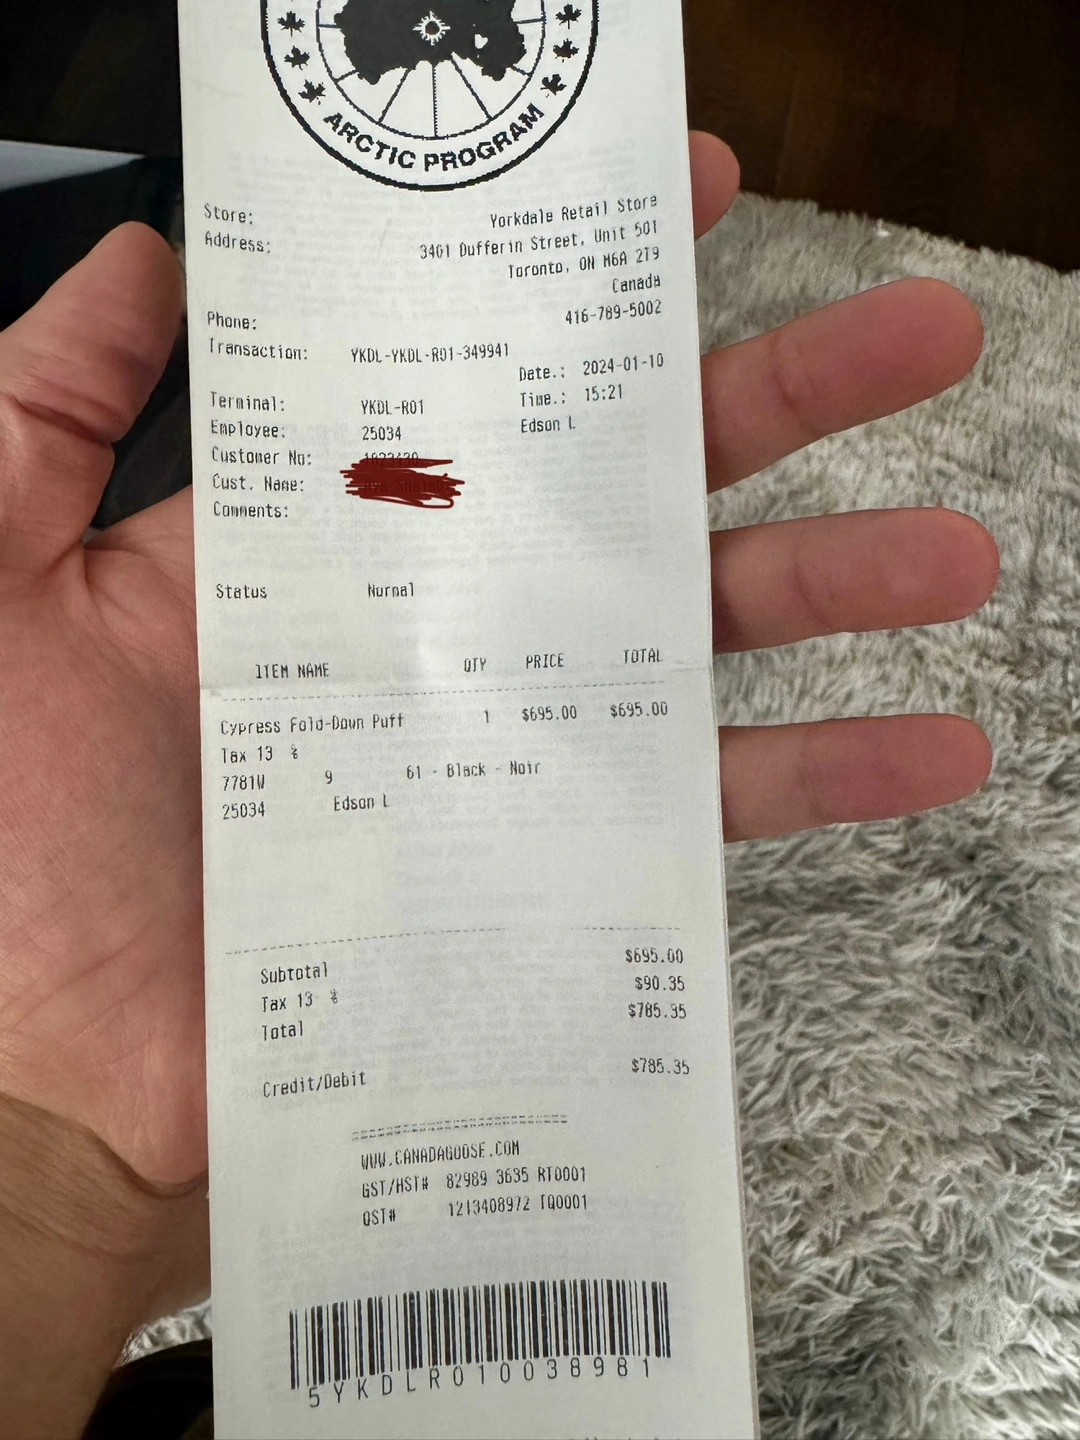 ARCTIC PROGRAM
Store: Yorkdale Retail Store
Address: 3401 Dufferin Street, Unit 501
Toronto, ON M6A 2T9
Canada
Phone: 416-789-5002
Transaction: YKDL-YKDL-R01-349941
Date.: 2024-01-10
Terminal: YKDL-R01 Time.: 15:21
Employee: 25034 Edson L
Customer No:
Cust. Name:
Comments:
Status Normal
ITEM NAME QTY PRICE TOTAL
Cypress Fold-Down Puff 1 $695.00 $695.00
Tax 13 %
7781W 9 61 - Black - Noir
25034 Edson L
Subtotal $695.00
Tax 13 % $90.35
Total $785.35
Credit/Debit $785.35
WWW.CANADAGOOSE.COM
GST/HST# 82989 3635 RT0001
QST# 1213408972 TQ0001
5YKDLR010038981